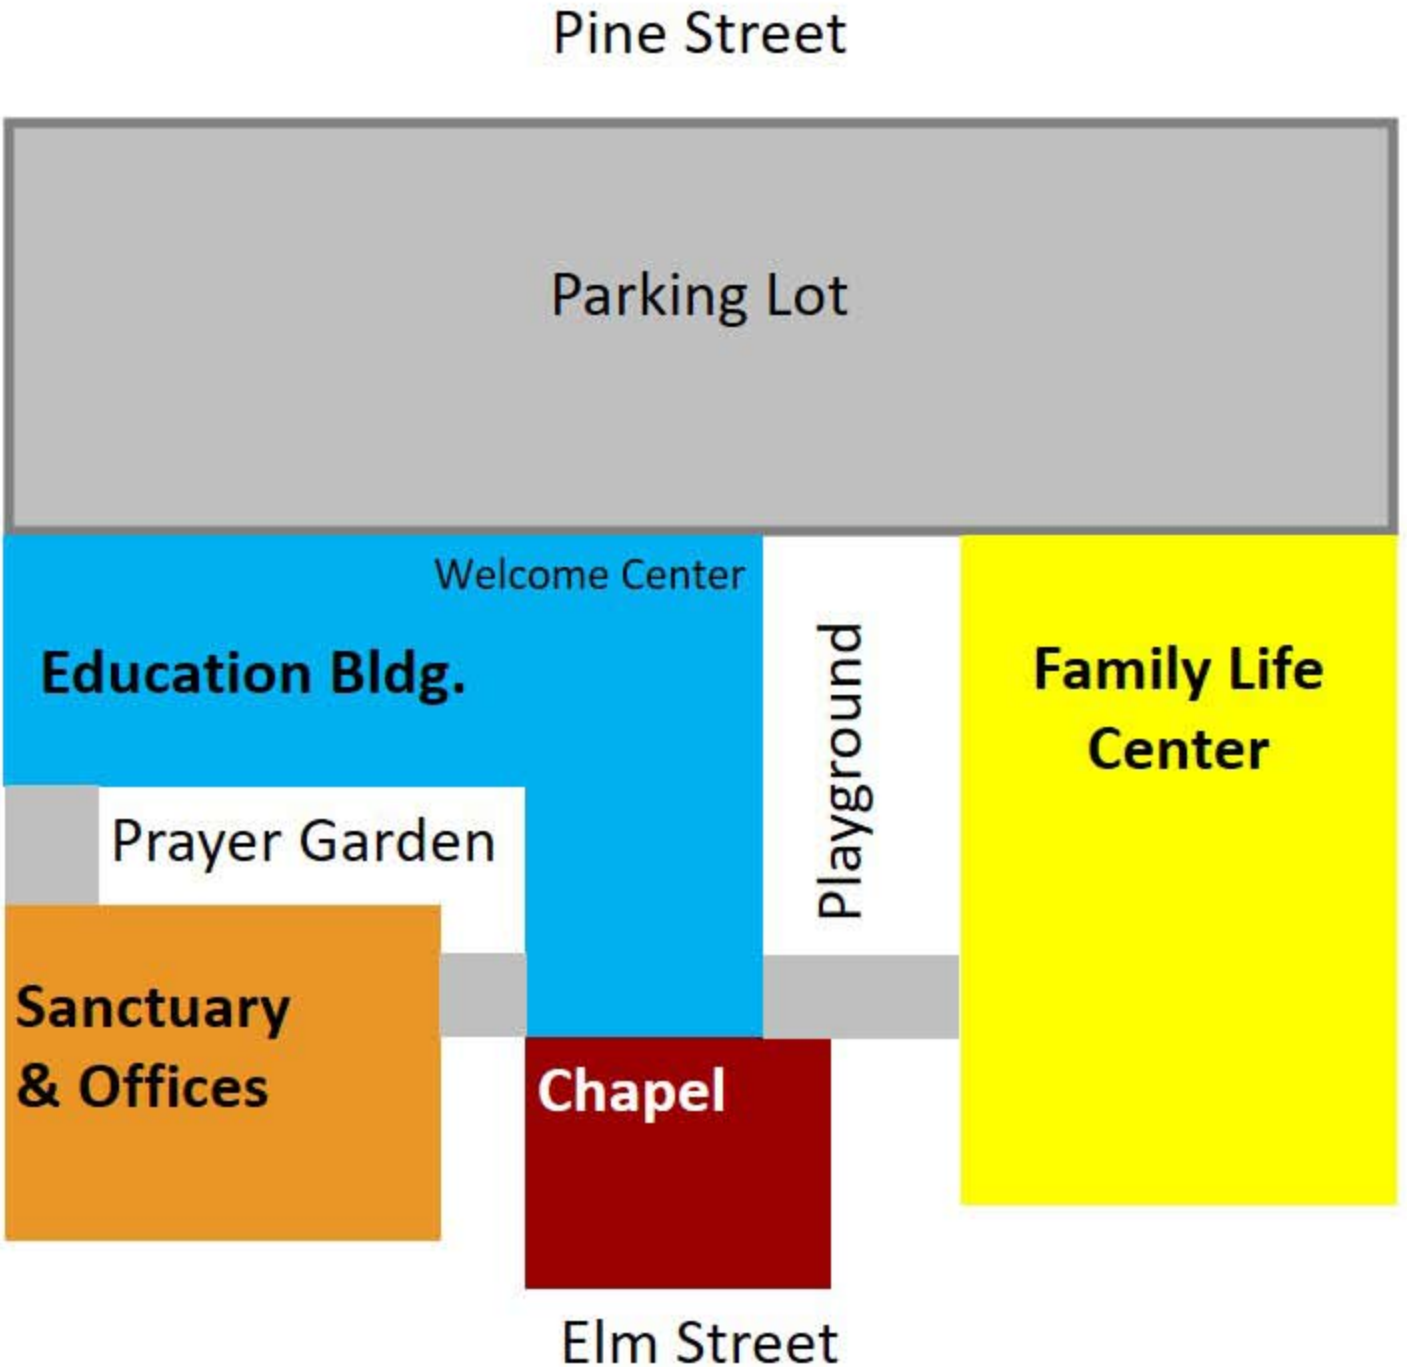 Pine Street
Parking Lot
Welcome Center
Education Bldg.
Playground
Family Life
Center
Prayer Garden
Sanctuary
& Offices
Chapel
Elm Street